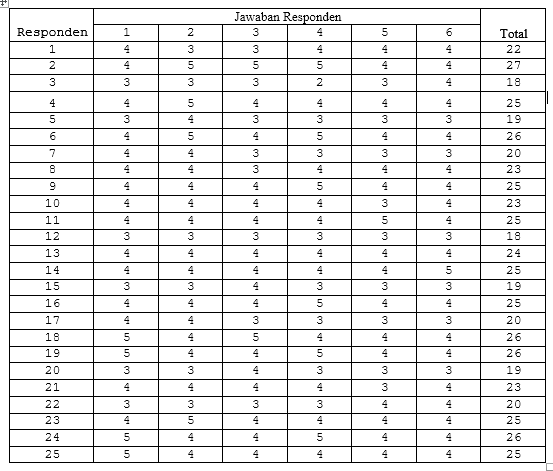 Jawaban Responden
Responden 1 2 3 4 5 6 Total
1 4 3 3 4 4 4 22
2 4 5 5 5 4 4 27
3 3 3 3 2 3 4 18
4 4 5 4 4 4 4 25
5 3 4 3 3 3 3 19
6 4 5 4 5 4 4 26
7 4 4 3 3 3 3 20
8 4 4 3 4 4 4 23
9 4 4 4 5 4 4 25
10 4 4 4 4 3 4 23
11 4 4 4 4 5 4 25
12 3 3 3 3 3 3 18
13 4 4 4 4 4 4 24
14 4 4 4 4 4 5 25
15 3 3 4 3 3 3 19
16 4 4 4 5 4 4 25
17 4 4 3 3 3 3 20
18 5 4 5 4 4 4 26
19 5 4 4 5 4 4 26
20 3 3 4 3 3 3 19
21 4 4 4 4 3 4 23
22 3 3 3 3 4 4 20
23 4 5 4 4 4 4 25
24 5 4 4 5 4 4 26
25 5 4 4 4 4 4 25